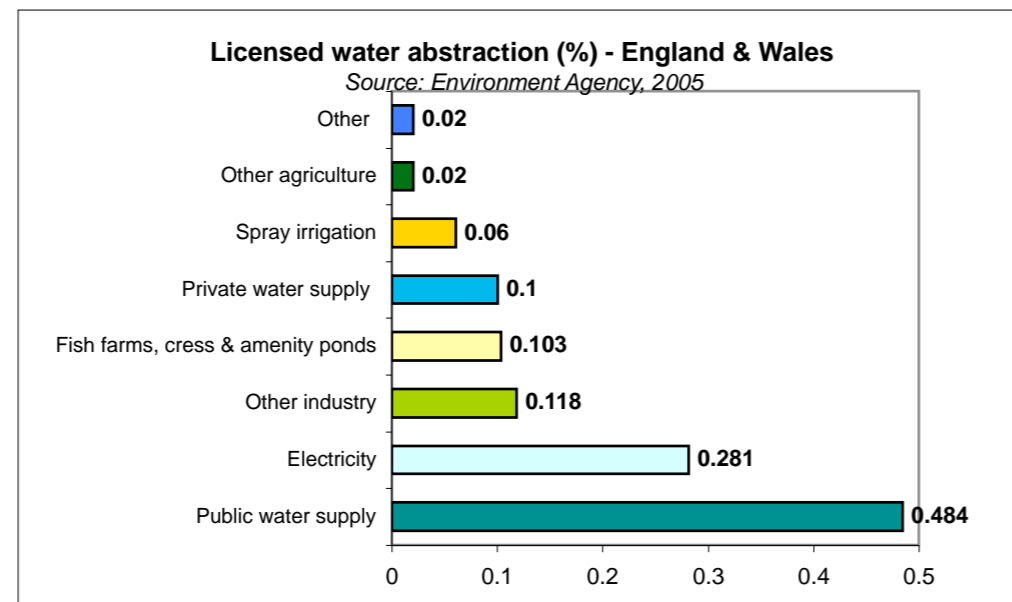 Licensed water abstraction (%) - England & Wales
Source: Environment Agency, 2005
Other 0.02
Other agriculture 0.02
Spray irrigation 0.06
Private water supply 0.1
Fish farms, cress & amenity ponds 0.103
Other industry 0.118
Electricity 0.281
Public water supply 0.484
0 0.1 0.2 0.3 0.4 0.5